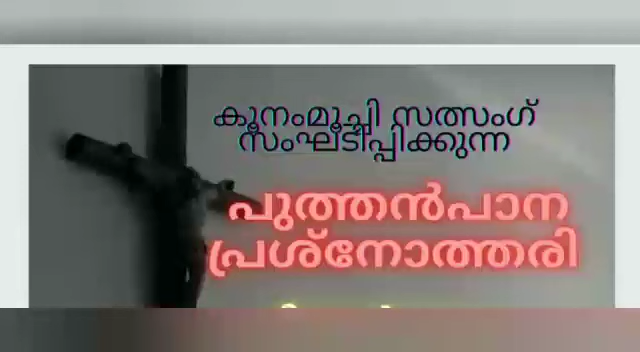 കൂനംമൂച്ചി സത്സംഗ്
സംഘടിപ്പിക്കുന്ന
പുത്തൻപാന
പ്രശ്നോത്തരി